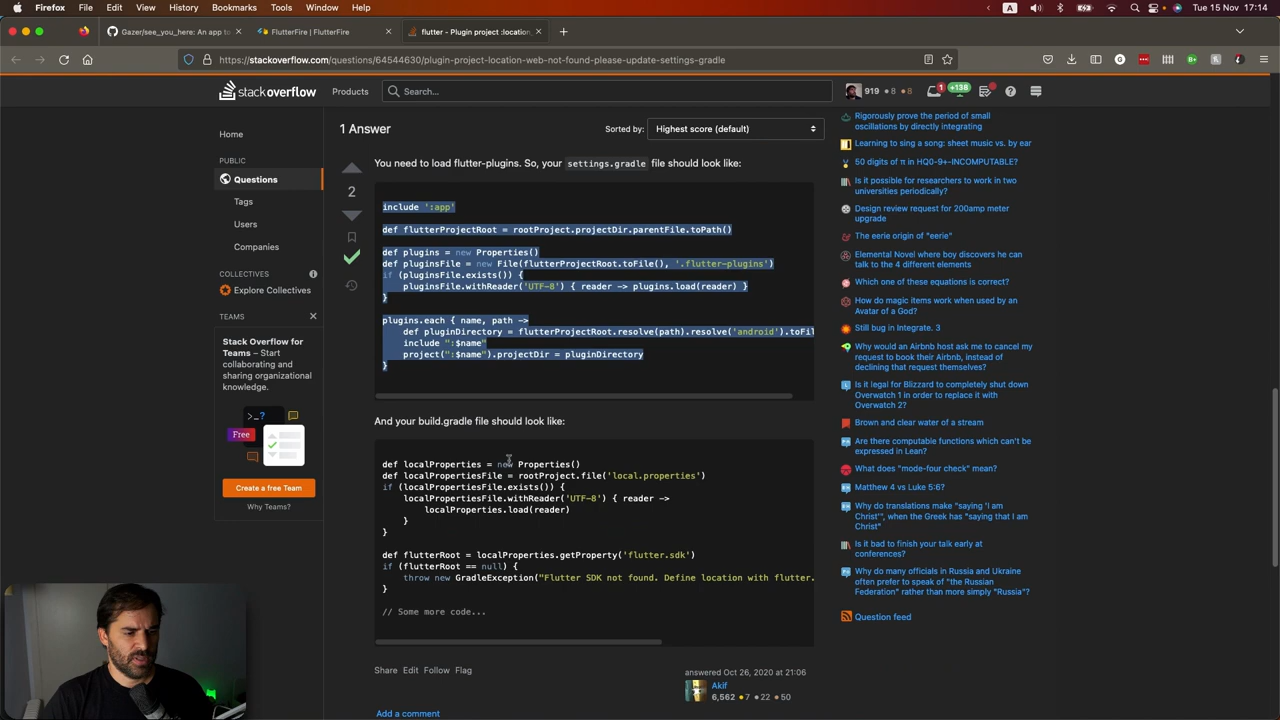 Firefox File Edit View History Bookmarks Tools Window Help
A
Tue 15 Nov 17:14
Gazer/see_you_here: An app to
FlutterFire | FlutterFire
flutter - Plugin project :location_
https://stackoverflow.com/questions/64544630/plugin-project-location-web-not-found-please-update-settings-gradle
stackoverflow
Products
Search...
919 8 8
1
+138
Home
PUBLIC
Questions
Tags
Users
Companies
COLLECTIVES
Explore Collectives
TEAMS
Stack Overflow for
Teams – Start
collaborating and
sharing organizational
knowledge.
Free
Create a free Team
Why Teams?
1 Answer
Sorted by:
Highest score (default)
2
You need to load flutter-plugins. So, your settings.gradle file should look like:
include ':app'
def flutterProjectRoot = rootProject.projectDir.parentFile.toPath()
def plugins = new Properties()
def pluginsFile = new File(flutterProjectRoot.toFile(), '.flutter-plugins')
if (pluginsFile.exists()) {
pluginsFile.withReader('UTF-8') { reader -> plugins.load(reader) }
}
plugins.each { name, path ->
def pluginDirectory = flutterProjectRoot.resolve(path).resolve('android').toFil
include ":$name"
project(":$name").projectDir = pluginDirectory
}
And your build.gradle file should look like:
def localProperties = new Properties()
def localPropertiesFile = rootProject.file('local.properties')
if (localPropertiesFile.exists()) {
localPropertiesFile.withReader('UTF-8') { reader ->
localProperties.load(reader)
}
}
def flutterRoot = localProperties.getProperty('flutter.sdk')
if (flutterRoot == null) {
throw new GradleException("Flutter SDK not found. Define location with flutter.
}
// Some more code...
Share Edit Follow Flag
answered Oct 26, 2020 at 21:06
Akif
6,562 7 22 50
Add a comment
Rigorously prove the period of small
oscillations by directly integrating
Learning to sing a song: sheet music vs. by ear
50 digits of π in HQ0-9+-INCOMPUTABLE?
Is it possible for researchers to work in two
universities periodically?
Design review request for 200amp meter
upgrade
The eerie origin of "eerie"
Elemental Novel where boy discovers he can
talk to the 4 different elements
Which one of these equations is correct?
How do magic items work when used by an
Avatar of a God?
Still bug in Integrate. 3
Why would an Airbnb host ask me to cancel my
request to book their Airbnb, instead of
declining that request themselves?
Is it legal for Blizzard to completely shut down
Overwatch 1 in order to replace it with
Overwatch 2?
Brown and clear water of a stream
Are there computable functions which can't be
expressed in Lean?
What does "mode-four check" mean?
Matthew 4 vs Luke 5:6?
Why do translations make "saying 'I am
Christ'", when the Greek has "saying that I am
Christ"
Is it bad to finish your talk early at
conferences?
Why do many officials in Russia and Ukraine
often prefer to speak of "the Russian
Federation" rather than more simply "Russia"?
Question feed